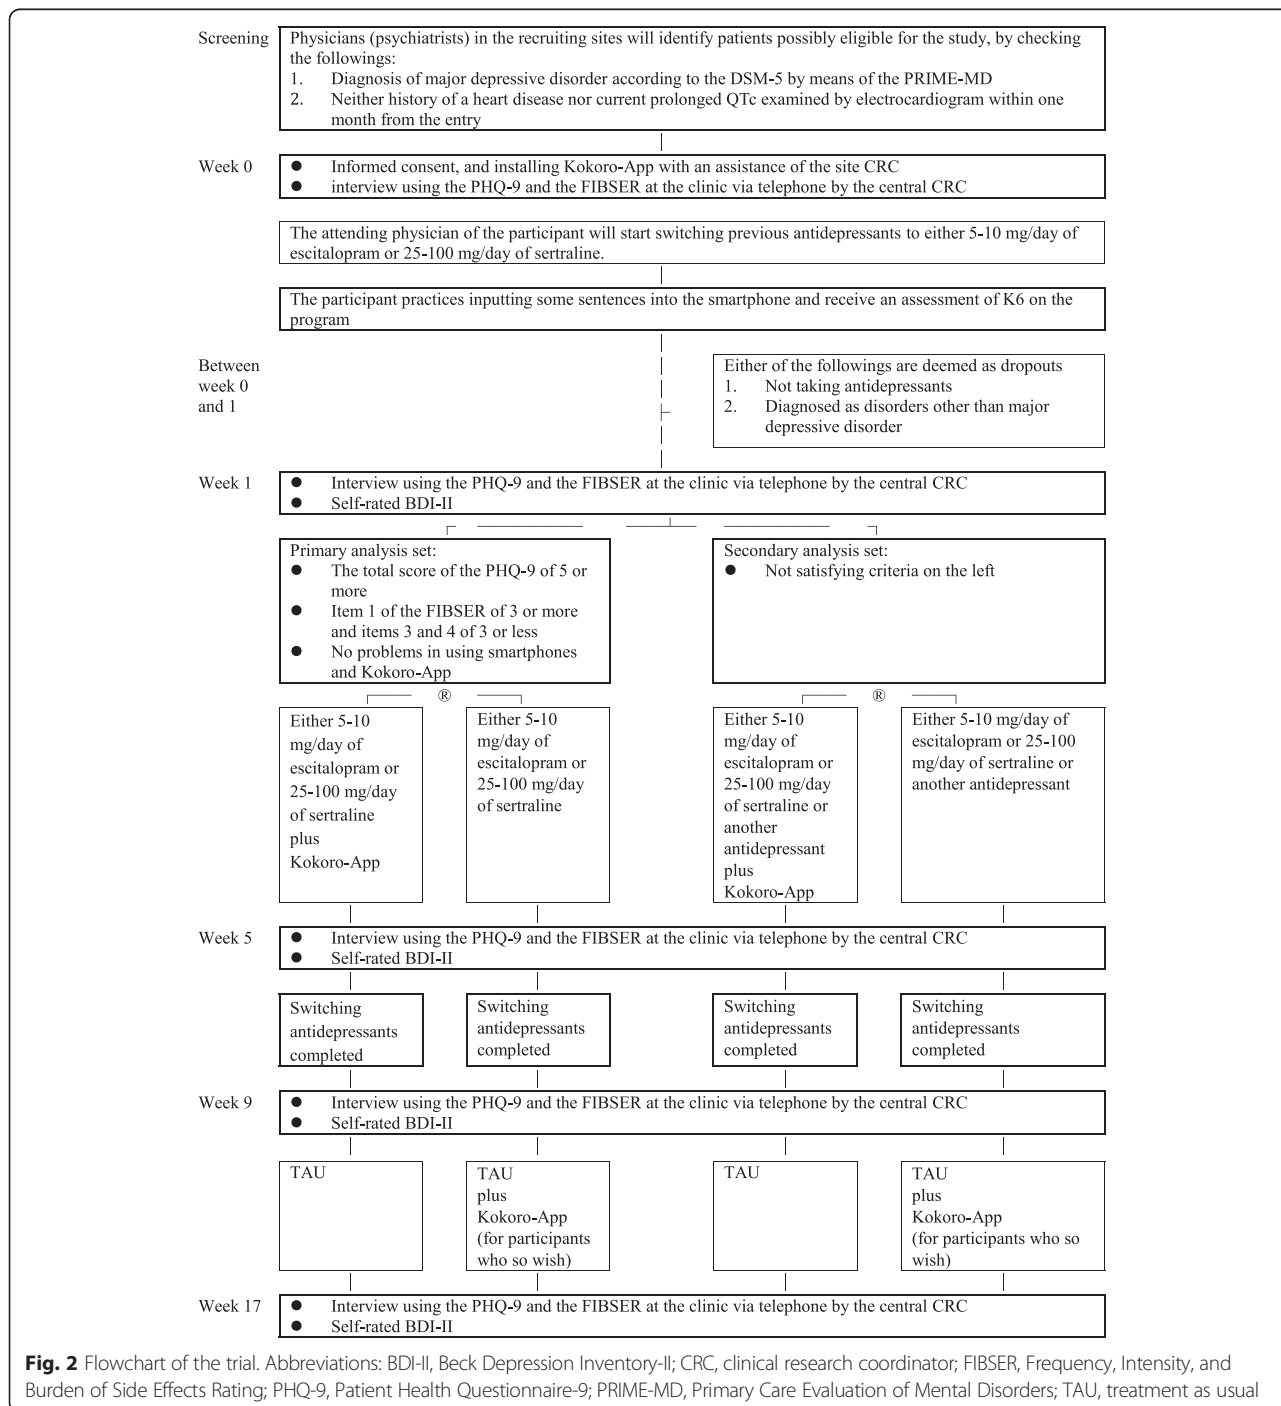 Screening
Physicians (psychiatrists) in the recruiting sites will identify patients possibly eligible for the study, by checking
the followings:
1. Diagnosis of major depressive disorder according to the DSM-5 by means of the PRIME-MD
2. Neither history of a heart disease nor current prolonged QTc examined by electrocardiogram within one
month from the entry
Week 0
● Informed consent, and installing Kokoro-App with an assistance of the site CRC
● interview using the PHQ-9 and the FIBSER at the clinic via telephone by the central CRC
The attending physician of the participant will start switching previous antidepressants to either 5-10 mg/day of
escitalopram or 25-100 mg/day of sertraline.
The participant practices inputting some sentences into the smartphone and receive an assessment of K6 on the
program
Between
week 0
and 1
Either of the followings are deemed as dropouts
1. Not taking antidepressants
2. Diagnosed as disorders other than major
depressive disorder
Week 1
● Interview using the PHQ-9 and the FIBSER at the clinic via telephone by the central CRC
● Self-rated BDI-II
Primary analysis set:
● The total score of the PHQ-9 of 5 or
more
● Item 1 of the FIBSER of 3 or more
and items 3 and 4 of 3 or less
● No problems in using smartphones
and Kokoro-App
Secondary analysis set:
● Not satisfying criteria on the left
®
®
Either 5-10
mg/day of
escitalopram or
25-100 mg/day
of sertraline
plus
Kokoro-App
Either 5-10
mg/day of
escitalopram or
25-100 mg/day
of sertraline
Either 5-10
mg/day of
escitalopram or
25-100 mg/day
of sertraline or
another
antidepressant
plus
Kokoro-App
Either 5-10 mg/day of
escitalopram or 25-100
mg/day of sertraline or
another antidepressant
Week 5
● Interview using the PHQ-9 and the FIBSER at the clinic via telephone by the central CRC
● Self-rated BDI-II
Switching
antidepressants
completed
Switching
antidepressants
completed
Switching
antidepressants
completed
Switching
antidepressants
completed
Week 9
● Interview using the PHQ-9 and the FIBSER at the clinic via telephone by the central CRC
● Self-rated BDI-II
TAU
TAU
plus
Kokoro-App
(for participants
who so wish)
TAU
TAU
plus
Kokoro-App
(for participants who so
wish)
Week 17
● Interview using the PHQ-9 and the FIBSER at the clinic via telephone by the central CRC
● Self-rated BDI-II
Fig. 2 Flowchart of the trial. Abbreviations: BDI-II, Beck Depression Inventory-II; CRC, clinical research coordinator; FIBSER, Frequency, Intensity, and
Burden of Side Effects Rating; PHQ-9, Patient Health Questionnaire-9; PRIME-MD, Primary Care Evaluation of Mental Disorders; TAU, treatment as usual